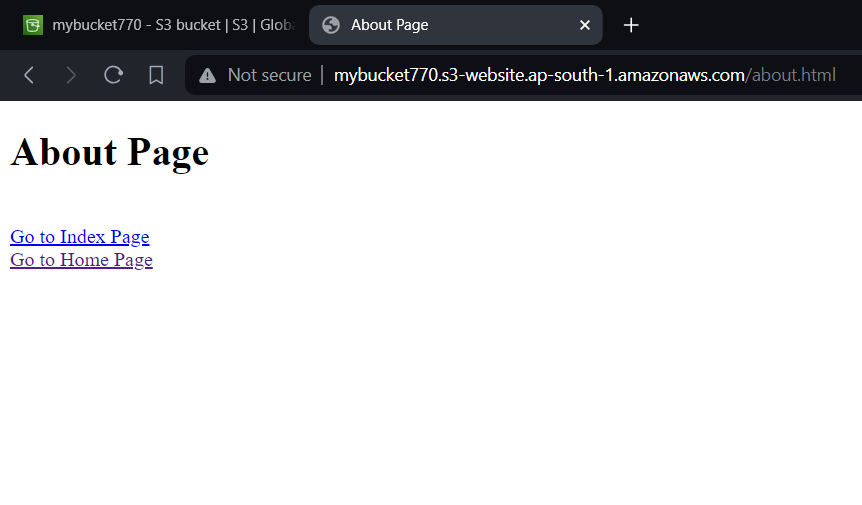 mybucket770 - S3 bucket | S3 | Glob
About Page
Not secure | mybucket770.s3-website.ap-south-1.amazonaws.com/about.html
About Page
Go to Index Page
Go to Home Page